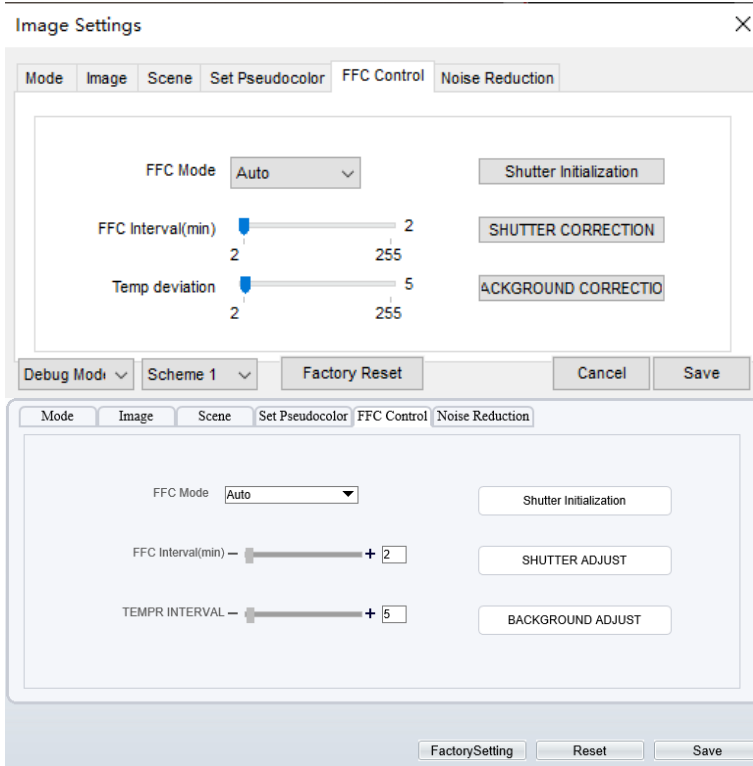 Image Settings
Mode Image Scene Set Pseudocolor FFC Control Noise Reduction
FFC Mode Auto Shutter Initialization
FFC Interval(min) 2 SHUTTER CORRECTION
2 255
Temp deviation 5 ACKGROUND CORRECTIO
2 255
Debug Mod Scheme 1 Factory Reset Cancel Save
Mode Image Scene Set Pseudocolor FFC Control Noise Reduction
FFC Mode Auto Shutter Initialization
FFC Interval(min) − + 2 SHUTTER ADJUST
TEMPR INTERVAL − + 5 BACKGROUND ADJUST
FactorySetting Reset Save